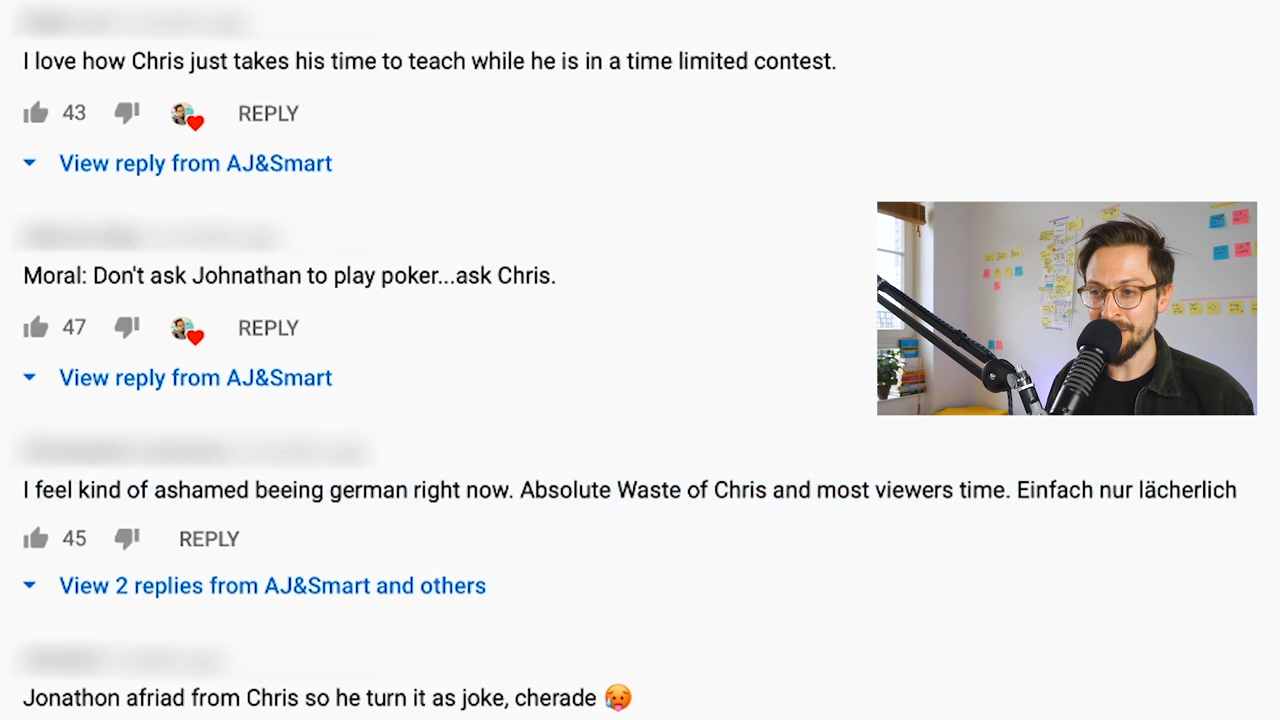 I love how Chris just takes his time to teach while he is in a time limited contest.
43 REPLY
View reply from AJ&Smart
Moral: Don't ask Johnathan to play poker...ask Chris.
47 REPLY
View reply from AJ&Smart
I feel kind of ashamed beeing german right now. Absolute Waste of Chris and most viewers time. Einfach nur lächerlich
45 REPLY
View 2 replies from AJ&Smart and others
Jonathon afriad from Chris so he turn it as joke, cherade 🥵